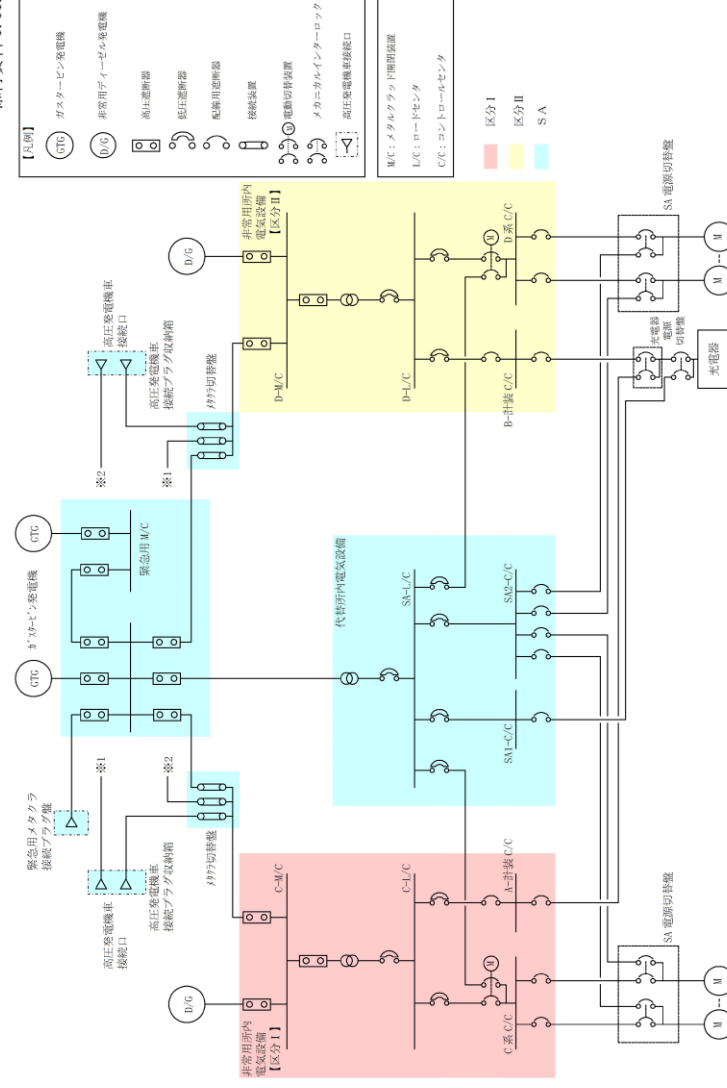 【凡例】
GTG
ガスタービン発電機
D/G
非常用ディーゼル発電機
高圧遮断器
低圧遮断器
配線用遮断器
接続装置
M
電動切替装置
メカニカルインターロック
高圧発電機車接続口
M/C：メタルクラッド開閉装置
L/C：ロードセンタ
C/C：コントロールセンタ
区分Ⅰ
区分Ⅱ
SA
緊急用メタクラ
接続プラグ盤
GTG
ガスタービン発電機
GTG
緊急用 M/C
高圧発電機車
接続口
高圧発電機車
接続プラグ収納箱
※1
※2
メタクラ切替盤
高圧発電機車
接続口
高圧発電機車
接続プラグ収納箱
※2
※1
メタクラ切替盤
D/G
非常用所内
電気設備
【区分Ⅰ】
C-M/C
C-L/C
M
C系 C/C
A-計装 C/C
代替所内電気設備
SA-L/C
SA1-C/C
SA2-C/C
D/G
非常用所内
電気設備
【区分Ⅱ】
D-M/C
D-L/C
M
B-計装 C/C
D系 C/C
SA 電源切替盤
M
M
充電器
電源
切替盤
充電器
SA 電源切替盤
M
M